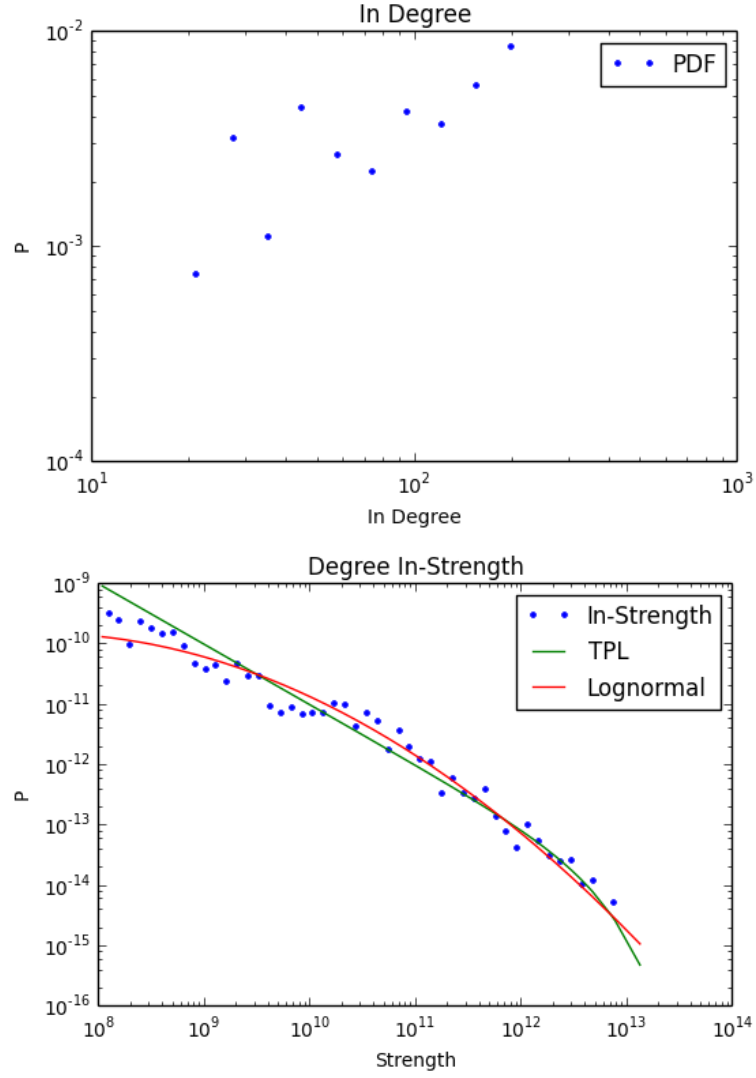 In Degree
10^-2
PDF
10^-3
P
10^-4
10^1
10^2
10^3
In Degree
Degree In-Strength
10^-9
In-Strength
10^-10
TPL
10^-11
Lognormal
10^-12
P
10^-13
10^-14
10^-15
10^-16
10^8
10^9
10^10
10^11
10^12
10^13
10^14
Strength